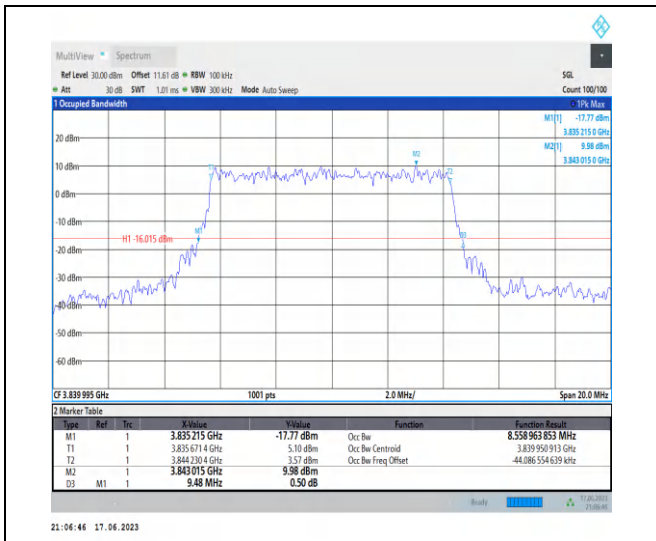 MultiView Spectrum
Ref Level 30.00 dBm Offset 11.61 dB RBW 100 kHz SGL
Att 30 dB SWT 1.01 ms VBW 300 kHz Mode Auto Sweep Count 100/100
1 Occupied Bandwidth 1Pk Max
M1[1] -17.77 dBm
3.835 215 0 GHz
M2[1] 9.98 dBm
3.843 015 0 GHz
20 dBm
10 dBm
0 dBm
-10 dBm
-20 dBm
-30 dBm
-40 dBm
-50 dBm
-60 dBm
H1 -16.015 dBm
M1
T1
M2
T2
D3
CF 3.839 995 GHz 1001 pts 2.0 MHz/ Span 20.0 MHz
2 Marker Table
Type Ref Trc X-Value Y-Value Function Function Result
M1 1 3.835 215 GHz -17.77 dBm Occ Bw 8.558 963 853 MHz
T1 1 3.835 671 4 GHz 5.10 dBm Occ Bw Centroid 3.839 950 913 GHz
T2 1 3.844 230 4 GHz 3.57 dBm Occ Bw Freq Offset -44.086 554 639 kHz
M2 1 3.843 015 GHz 9.98 dBm
D3 M1 1 9.48 MHz 0.50 dB
Ready 17.06.2023
21:06:46
21:06:46 17.06.2023